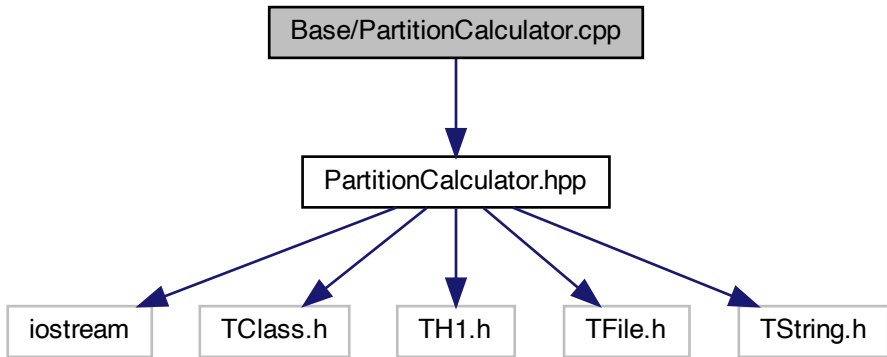 Base/PartitionCalculator.cpp
PartitionCalculator.hpp
iostream
TClass.h
TH1.h
TFile.h
TString.h